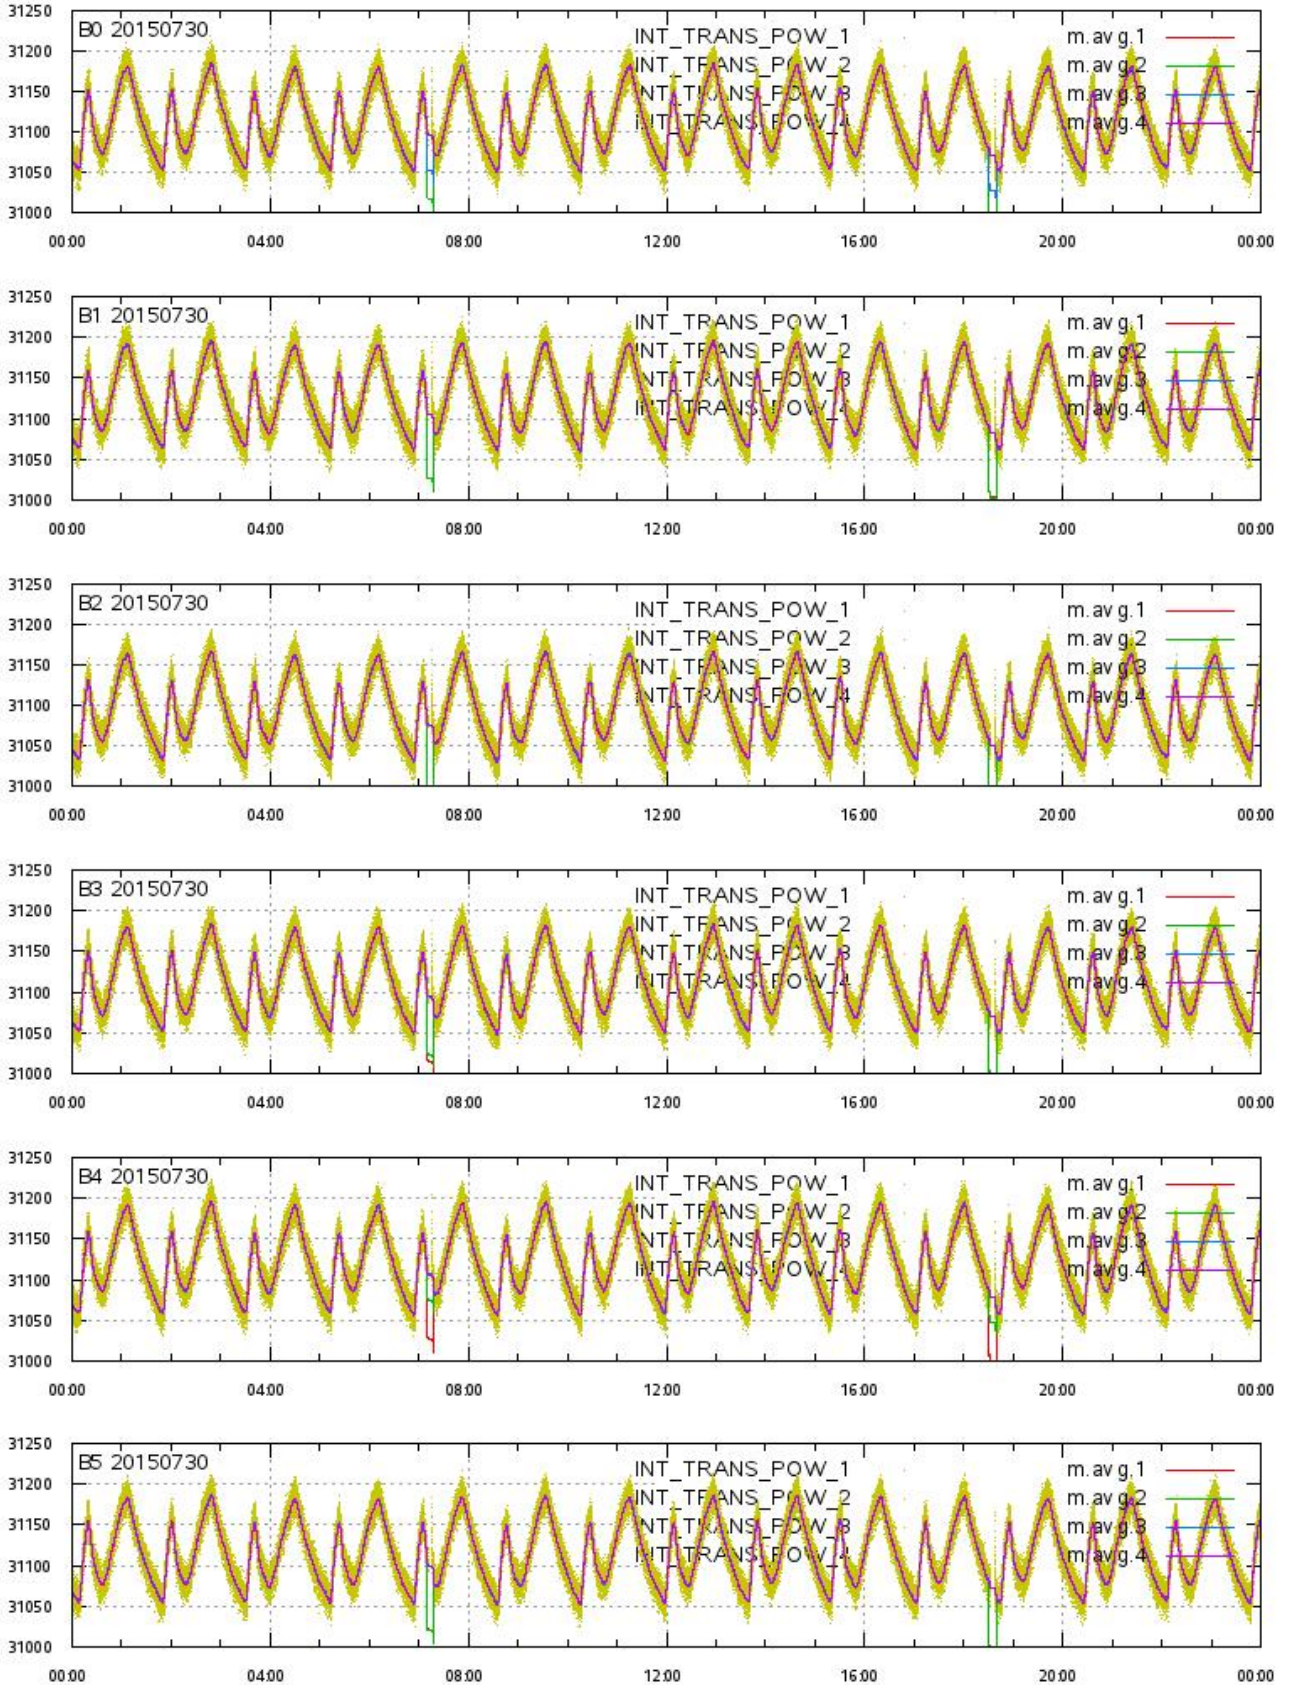 31250
B0 20150730 INT_TRANS_POW_1 m.avg.1
31200
INT_TRANS_POW_2 m.avg.2
31150
INT_TRANS_POW_3 m.avg.3
INT_TRANS_POW_4 m.avg.4
31100
31050
31000
00:00 04:00 08:00 12:00 16:00 20:00 00:00
31250
B1 20150730 INT_TRANS_POW_1 m.avg.1
31200
INT_TRANS_POW_2 m.avg.2
31150
INT_TRANS_POW_3 m.avg.3
INT_TRANS_POW_4 m.avg.4
31100
31050
31000
00:00 04:00 08:00 12:00 16:00 20:00 00:00
31250
B2 20150730 INT_TRANS_POW_1 m.avg.1
31200
INT_TRANS_POW_2 m.avg.2
31150
INT_TRANS_POW_3 m.avg.3
INT_TRANS_POW_4 m.avg.4
31100
31050
31000
00:00 04:00 08:00 12:00 16:00 20:00 00:00
31250
B3 20150730 INT_TRANS_POW_1 m.avg.1
31200
INT_TRANS_POW_2 m.avg.2
31150
INT_TRANS_POW_3 m.avg.3
INT_TRANS_POW_4 m.avg.4
31100
31050
31000
00:00 04:00 08:00 12:00 16:00 20:00 00:00
31250
B4 20150730 INT_TRANS_POW_1 m.avg.1
31200
INT_TRANS_POW_2 m.avg.2
31150
INT_TRANS_POW_3 m.avg.3
INT_TRANS_POW_4 m.avg.4
31100
31050
31000
00:00 04:00 08:00 12:00 16:00 20:00 00:00
31250
B5 20150730 INT_TRANS_POW_1 m.avg.1
31200
INT_TRANS_POW_2 m.avg.2
31150
INT_TRANS_POW_3 m.avg.3
INT_TRANS_POW_4 m.avg.4
31100
31050
31000
00:00 04:00 08:00 12:00 16:00 20:00 00:00